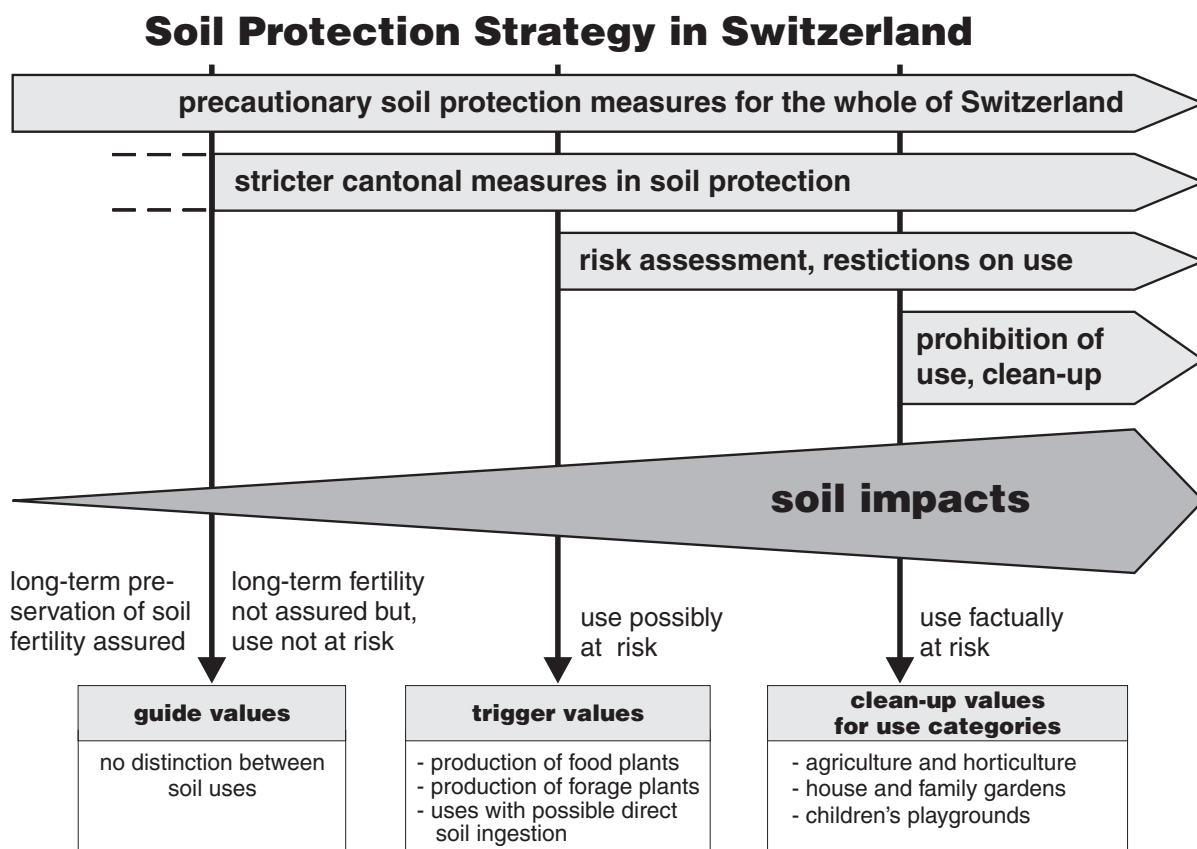 Soil Protection Strategy in Switzerland
precautionary soil protection measures for the whole of Switzerland
stricter cantonal measures in soil protection
risk assessment, restictions on use
prohibition of
use, clean-up
soil impacts
long-term pre-
servation of soil
fertility assured
long-term fertility
not assured but,
use not at risk
use possibly
at risk
use factually
at risk
guide values
no distinction between
soil uses
trigger values
- production of food plants
- production of forage plants
- uses with possible direct
soil ingestion
clean-up values
for use categories
- agriculture and horticulture
- house and family gardens
- children's playgrounds